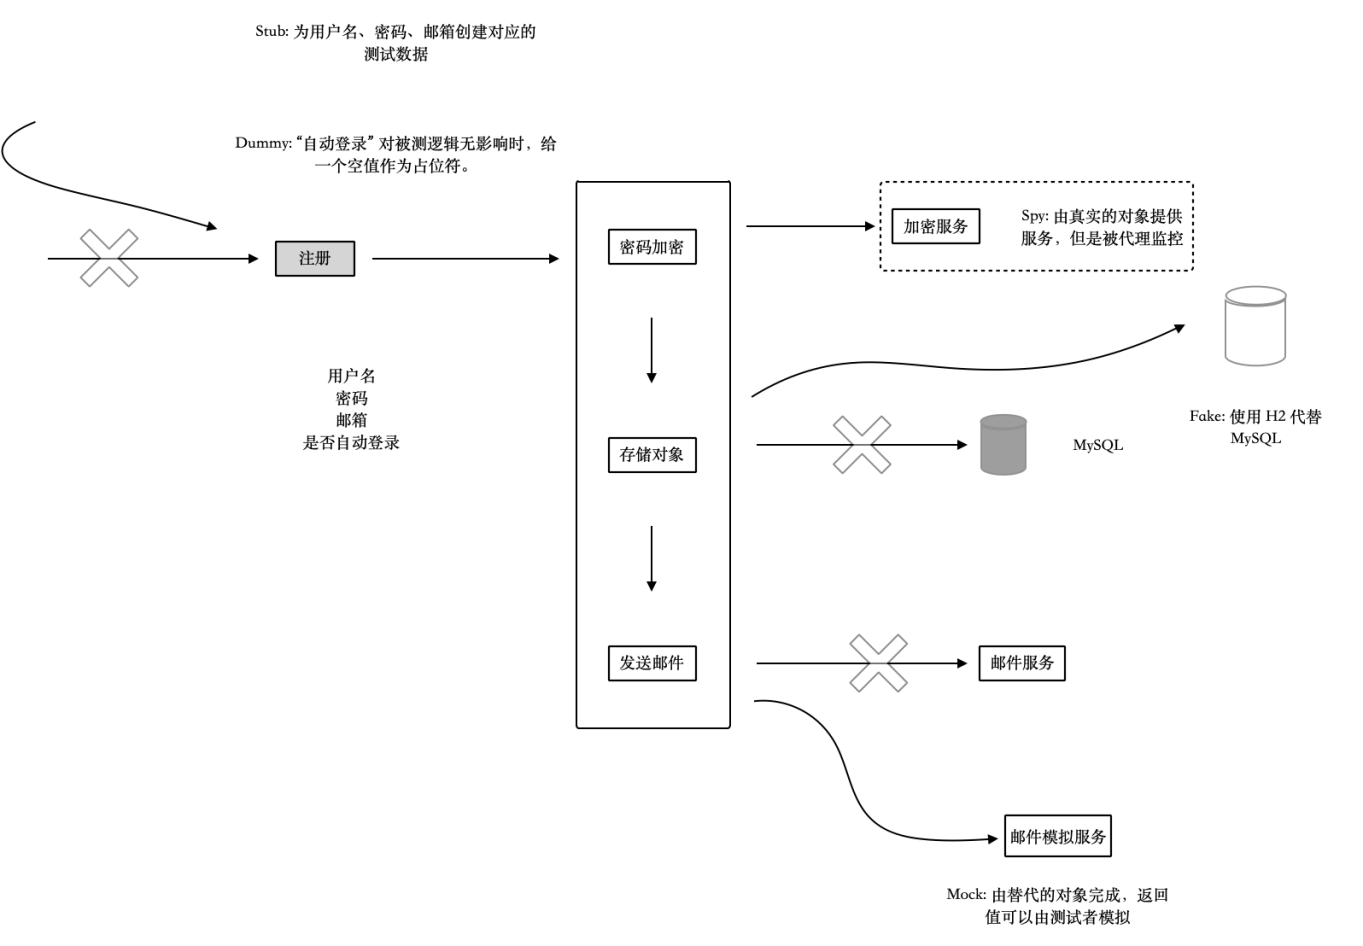 Stub: 为用户名、密码、邮箱创建对应的
测试数据
Dummy: “自动登录” 对被测逻辑无影响时，给
一个空值作为占位符。
注册
用户名
密码
邮箱
是否自动登录
密码加密
存储对象
发送邮件
加密服务
Spy: 由真实的对象提供
服务，但是被代理监控
MySQL
Fake: 使用 H2 代替
MySQL
邮件服务
邮件模拟服务
Mock: 由替代的对象完成，返回
值可以由测试者模拟